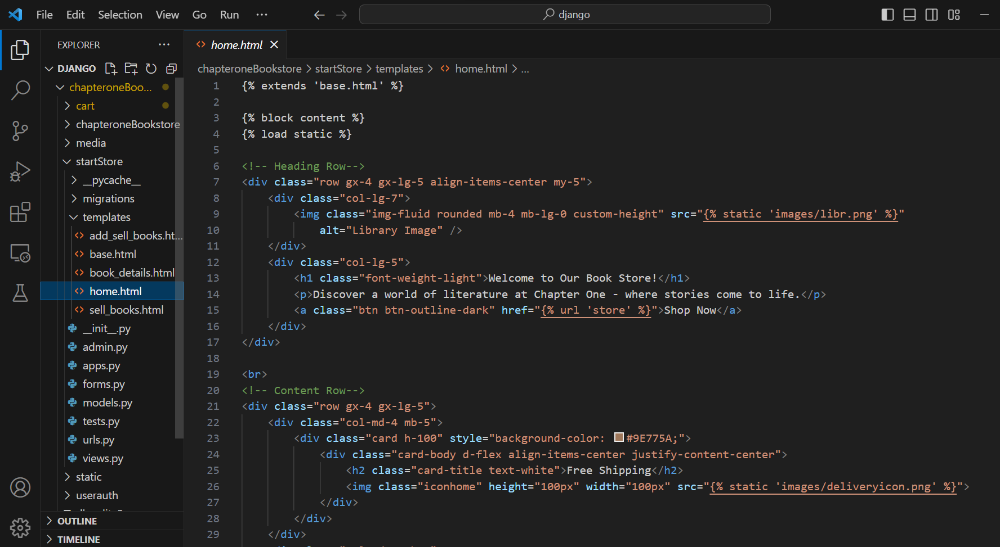 File Edit Selection View Go Run ···
django
EXPLORER ···
home.html
DJANGO
chapteroneBookstore > startStore > templates > home.html > ...
chapteroneBoo...
cart
chapteroneBookstore
media
startStore
__pycache__
migrations
templates
add_sell_books.ht...
base.html
book_details.html
home.html
sell_books.html
__init__.py
admin.py
apps.py
forms.py
models.py
tests.py
urls.py
views.py
static
userauth
OUTLINE
TIMELINE
1 {% extends 'base.html' %}
2
3 {% block content %}
4 {% load static %}
5
6 <!-- Heading Row-->
7 <div class="row gx-4 gx-lg-5 align-items-center my-5">
8 <div class="col-lg-7">
9 <img class="img-fluid rounded mb-4 mb-lg-0 custom-height" src="{% static 'images/libr.png' %}"
10 alt="Library Image" />
11 </div>
12 <div class="col-lg-5">
13 <h1 class="font-weight-light">Welcome to Our Book Store!</h1>
14 <p>Discover a world of literature at Chapter One - where stories come to life.</p>
15 <a class="btn btn-outline-dark" href="{% url 'store' %}">Shop Now</a>
16 </div>
17 </div>
18
19 <br>
20 <!-- Content Row-->
21 <div class="row gx-4 gx-lg-5">
22 <div class="col-md-4 mb-5">
23 <div class="card h-100" style="background-color: #9E775A;">
24 <div class="card-body d-flex align-items-center justify-content-center">
25 <h2 class="card-title text-white">Free Shipping</h2>
26 <img class="iconhome" height="100px" width="100px" src="{% static 'images/deliveryicon.png' %}">
27 </div>
28 </div>
29 </div>